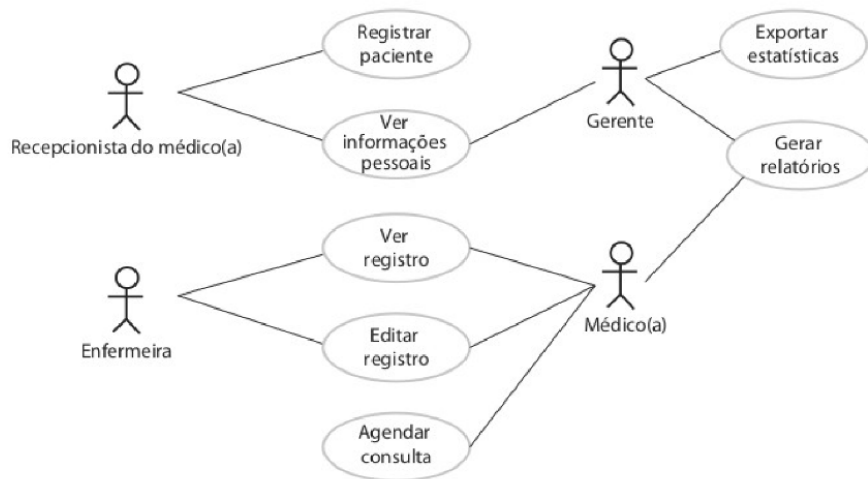 Registrar
paciente
Exportar
estatísticas
Recepcionista do médico(a)
Ver
informações
pessoais
Gerente
Gerar
relatórios
Ver
registro
Enfermeira
Editar
registro
Médico(a)
Agendar
consulta